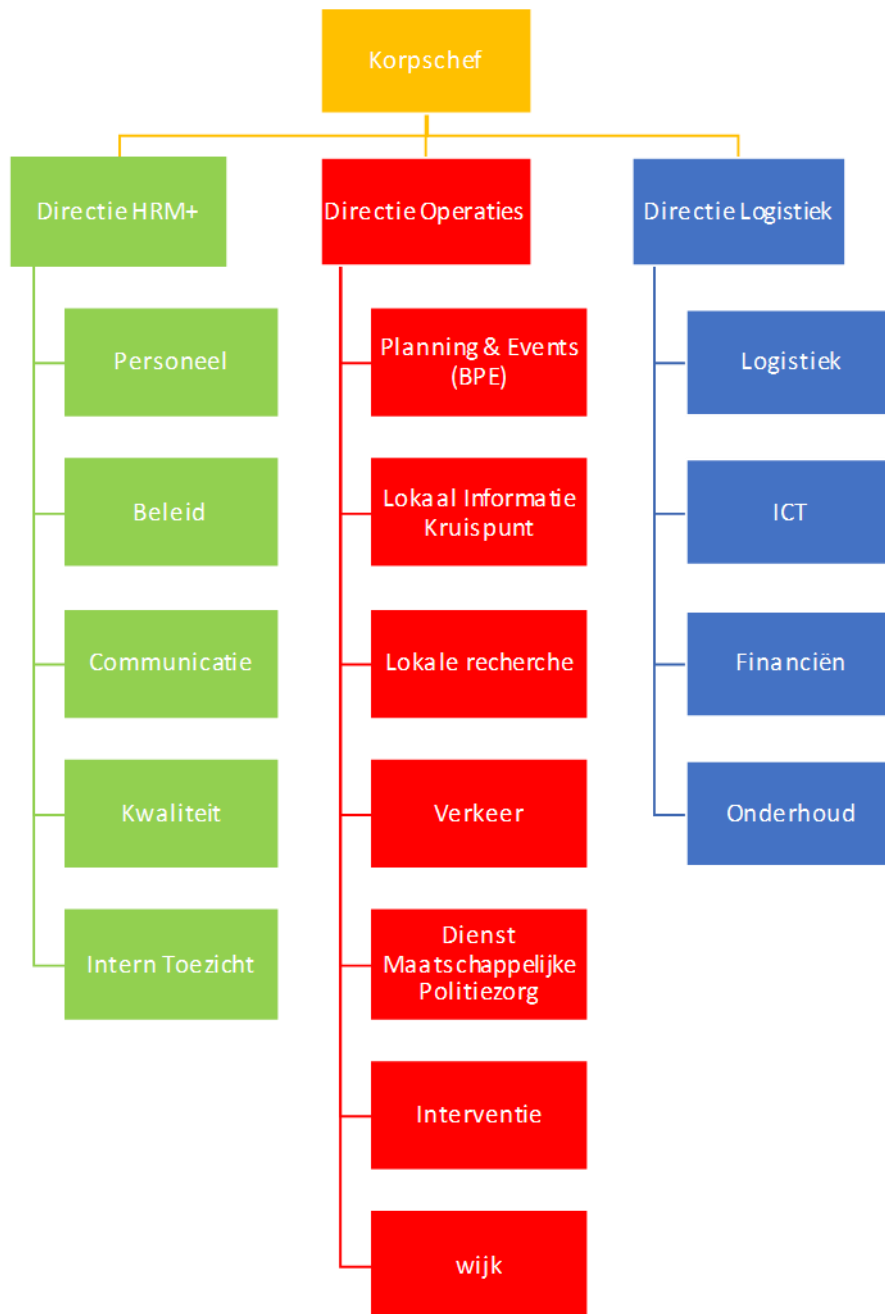 Korpschef
Directie HRM+
Personeel
Beleid
Communicatie
Kwaliteit
Intern Toezicht
Directie Operaties
Planning & Events
(BPE)
Lokaal Informatie
Kruispunt
Lokale recherche
Verkeer
Dienst
Maatschappelijke
Politiezorg
Interventie
wijk
Directie Logistiek
Logistiek
ICT
Financiën
Onderhoud